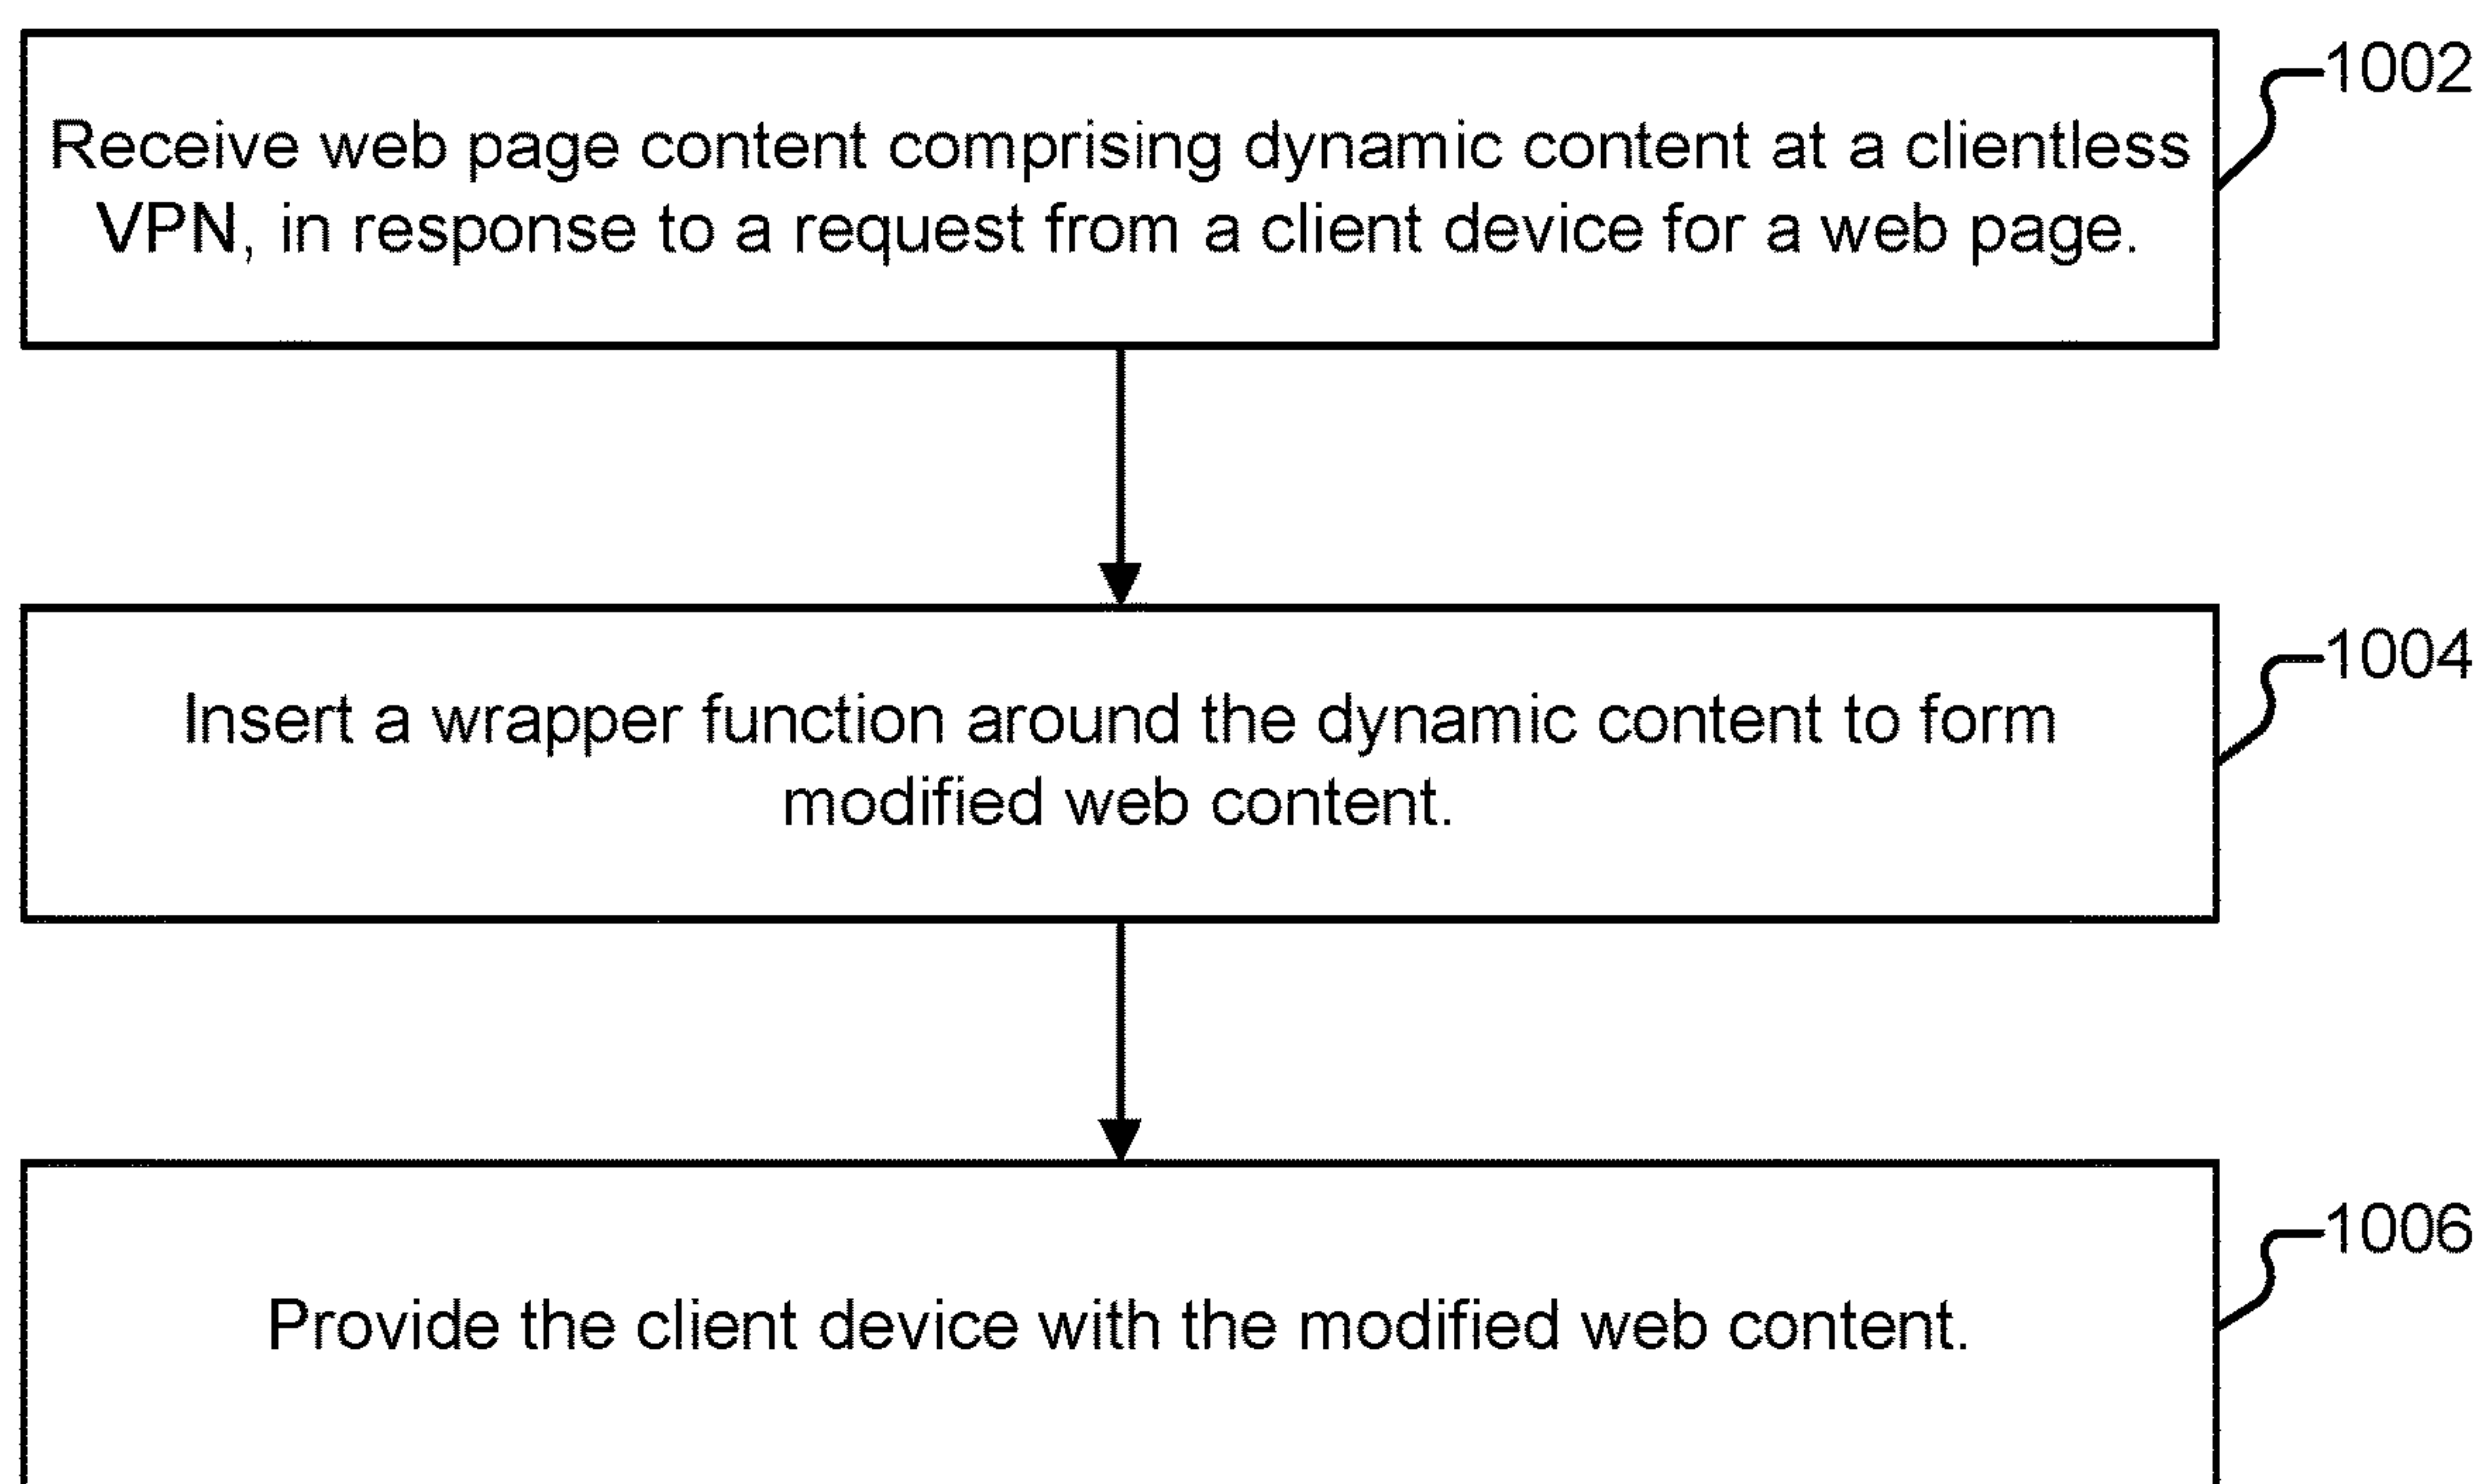 1002
Receive web page content comprising dynamic content at a clientless
VPN, in response to a request from a client device for a web page.
1004
Insert a wrapper function around the dynamic content to form
modified web content.
1006
Provide the client device with the modified web content.